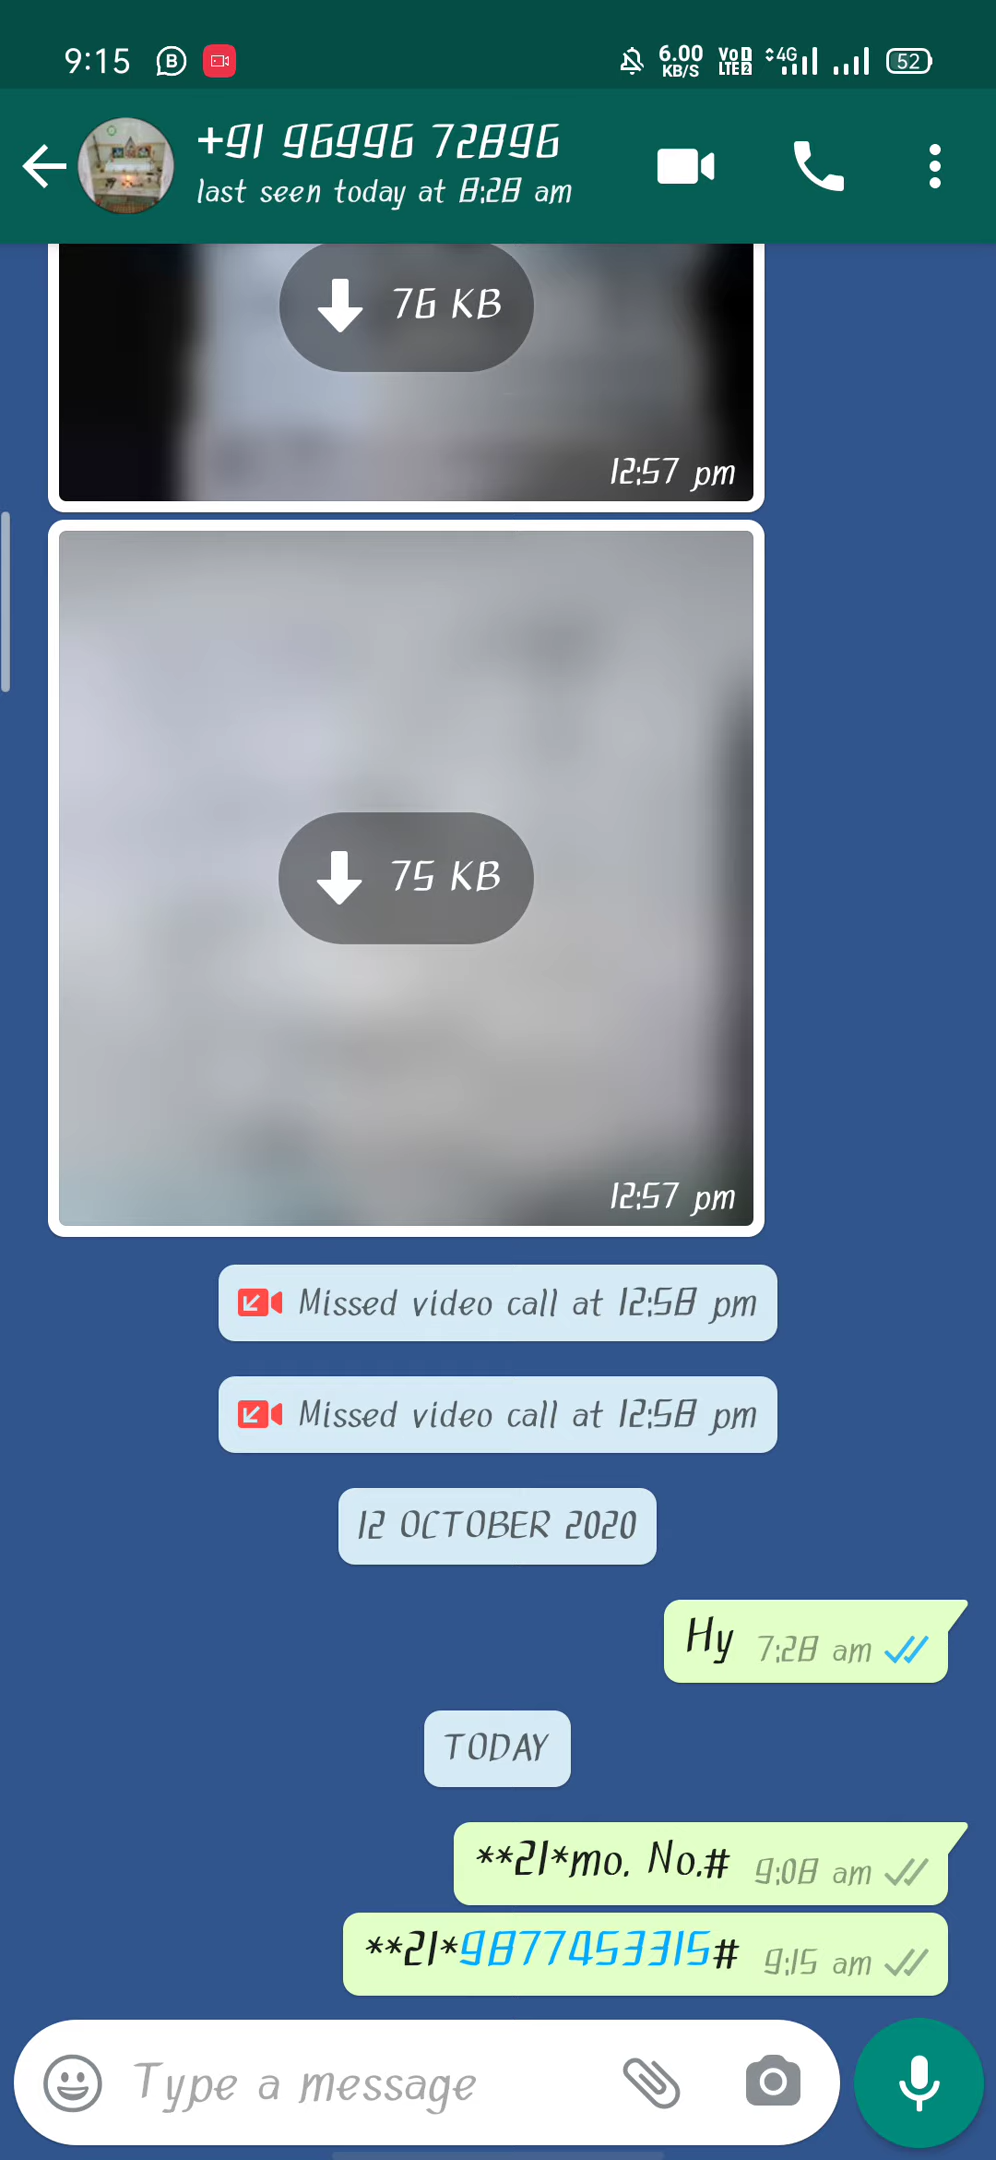 9:15 B 6.00 KB/S Vo 1 LTE 2 4G 52
+91 96996 72896
last seen today at 8:28 am
76 KB
12:57 pm
75 KB
12:57 pm
Missed video call at 12:58 pm
Missed video call at 12:58 pm
12 OCTOBER 2020
Hy 7:28 am
TODAY
**21*mo. No.# 9:08 am
**21*9877453315# 9:15 am
Type a message